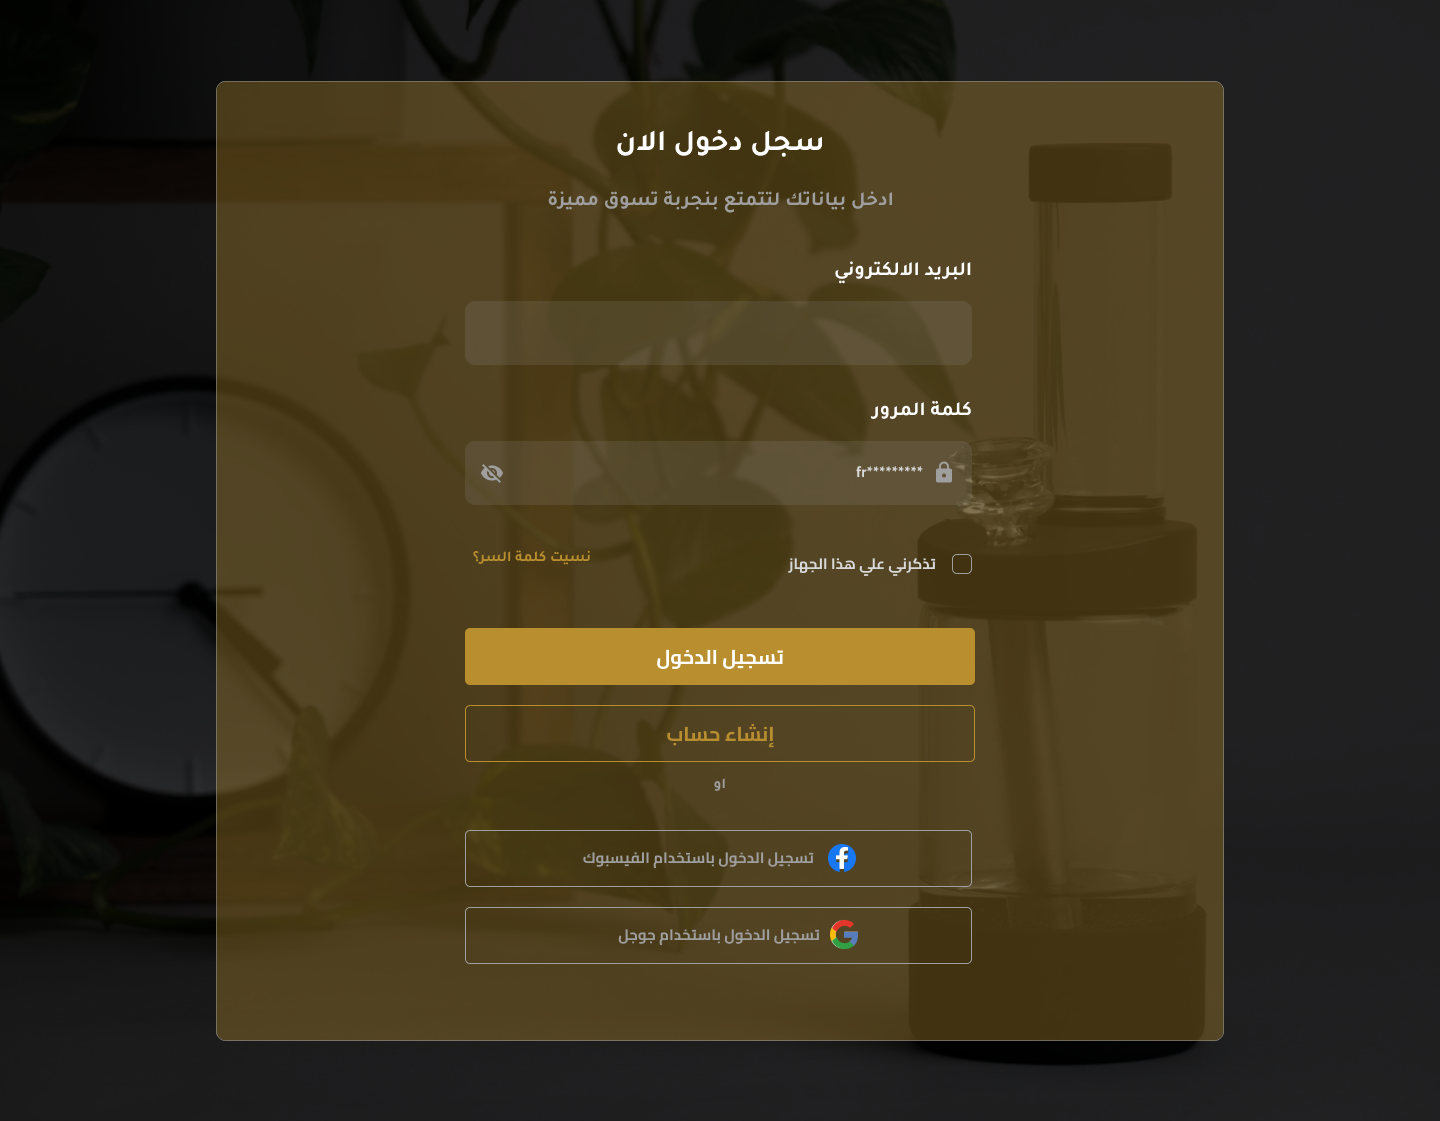 سجل دخول الان
ادخل بياناتك لتتمتع بنجربة تسوق مميزة
البريد الالكتروني
كلمة المرور
fr*********
تذكرني علي هذا الجهاز
نسيت كلمة السر؟
تسجيل الدخول
إنشاء حساب
او
تسجيل الدخول باستخدام الفيسبوك
تسجيل الدخول باستخدام جوجل